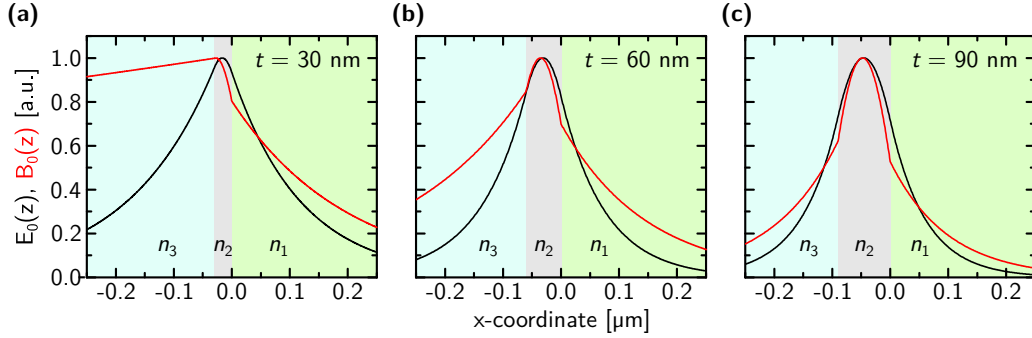 (a)
(b)
(c)
E₀(z), B₀(z) [a.u.]
1.0
0.8
0.6
0.4
0.2
0.0
t = 30 nm
n₃ n₂ n₁
-0.2 -0.1 0.0 0.1 0.2
t = 60 nm
n₃ n₂ n₁
-0.2 -0.1 0.0 0.1 0.2
t = 90 nm
n₃ n₂ n₁
-0.2 -0.1 0.0 0.1 0.2
x-coordinate [μm]